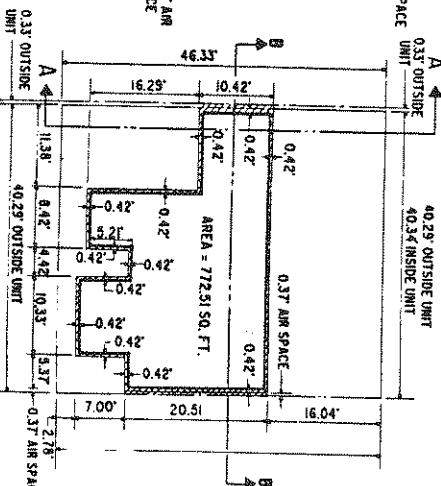 ' AIR
CE
PACE
0.33' OUTSIDE
UNIT
A
B
46.33'
16.29'
10.42'
0.33' OUTSIDE
UNIT
A
0.42'
0.42'
0.42'
40.29' OUTSIDE UNIT
40.34' INSIDE UNIT
11.38'
0.42'
8.42'
0.42'
5.21'
0.42'
0.42'
4.42'
AREA = 772.51 SQ. FT.
0.37' AIR SPACE
40.29' OUTSIDE UNIT
0.42'
10.33'
0.42'
0.42'
0.42'
0.42'
5.37'
7.00'
20.51
16.04'
2.78'
0.37' AIR SPAC
B